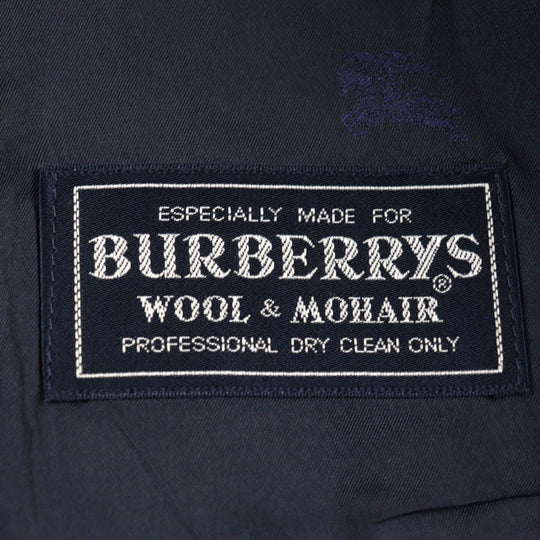 ESPECIALLY MADE FOR
BURBERRYS®
WOOL & MOHAIR
PROFESSIONAL DRY CLEAN ONLY